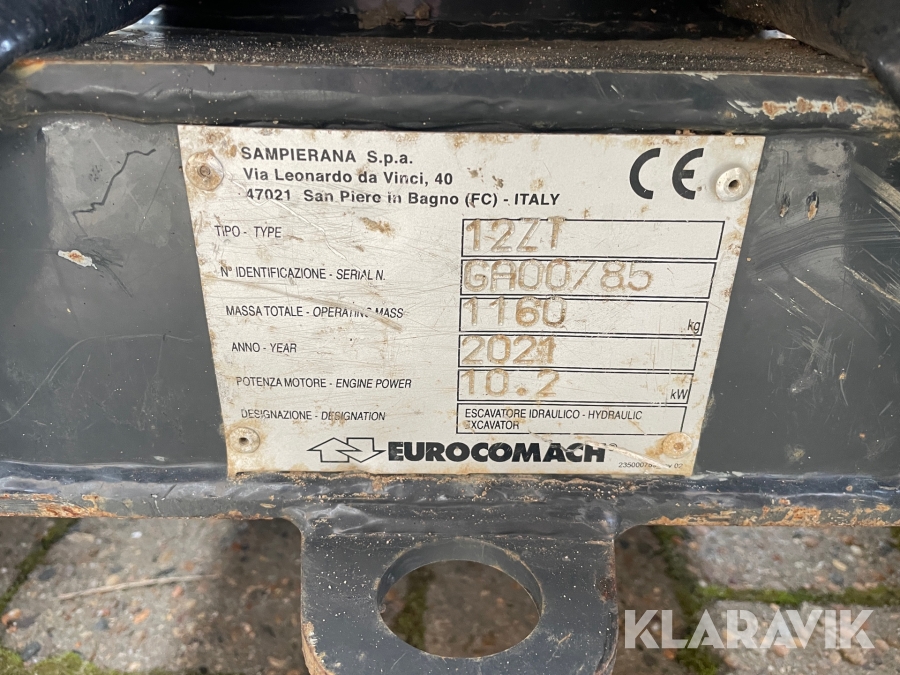 SAMPIERANA S.p.a.
Via Leonardo da Vinci, 40
47021 San Piero in Bagno (FC) - ITALY
CE
TIPO - TYPE 12ZT
N° IDENTIFICAZIONE - SERIAL N. GA00785
MASSA TOTALE - OPERATING MASS 1160 kg
ANNO - YEAR 2021
POTENZA MOTORE - ENGINE POWER 10.2 kW
DESIGNAZIONE - DESIGNATION ESCAVATORE IDRAULICO - HYDRAULIC
EXCAVATOR
EUROCOMACH
KLARAVIK